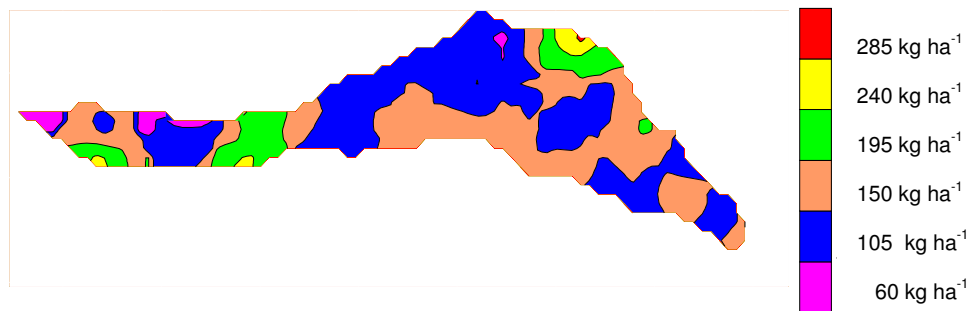 285 kg ha⁻¹
240 kg ha⁻¹
195 kg ha⁻¹
150 kg ha⁻¹
105 kg ha⁻¹
60 kg ha⁻¹